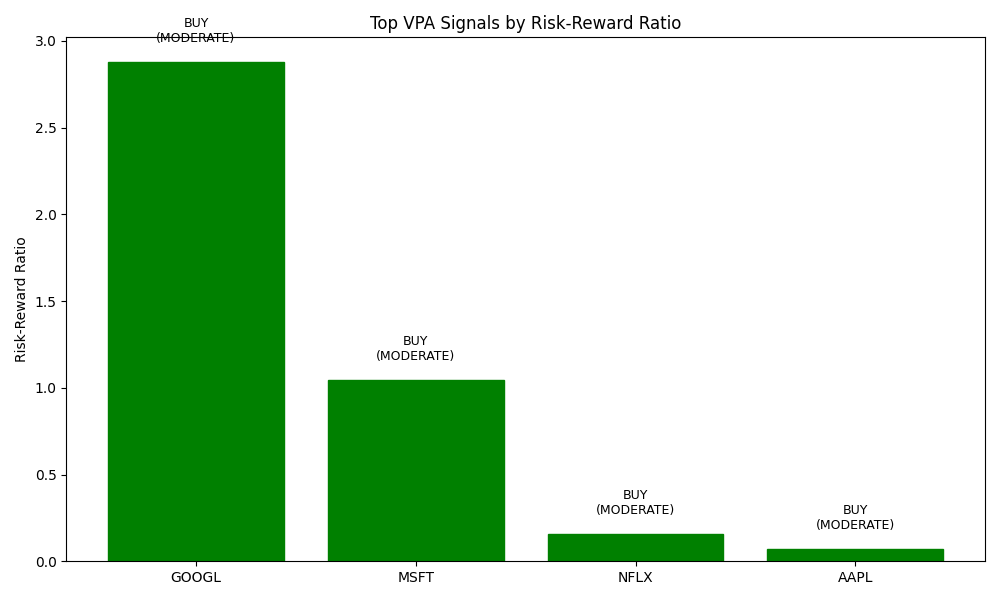 Top VPA Signals by Risk-Reward Ratio
BUY
(MODERATE)
BUY
(MODERATE)
BUY
(MODERATE)
BUY
(MODERATE)
Risk-Reward Ratio
3.0
2.5
2.0
1.5
1.0
0.5
0.0
GOOGL
MSFT
NFLX
AAPL